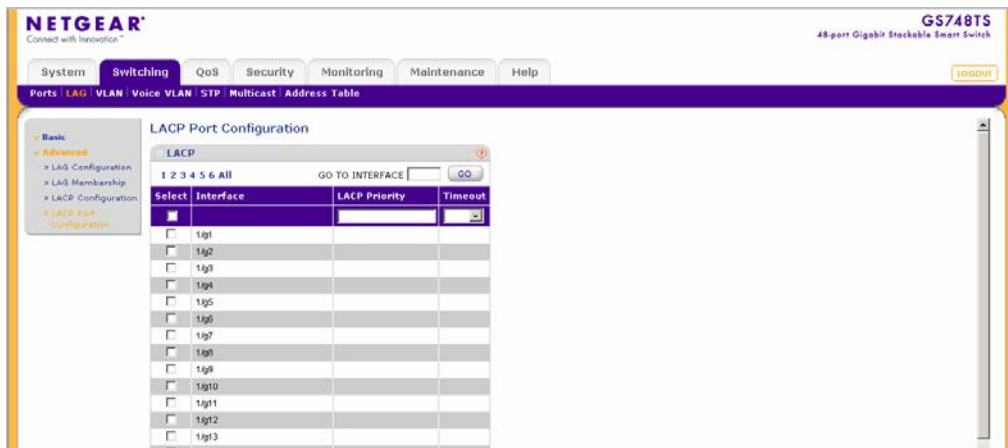 NETGEAR
Connect with Innovation™
GS748TS
48-port Gigabit Stackable Smart Switch
System Switching QoS Security Monitoring Maintenance Help
LOGOUT
Ports LAG VLAN Voice VLAN STP Multicast Address Table
Basic
Advanced
LAG Configuration
LAG Membership
LACP Configuration
LACP Port
Configuration
LACP Port Configuration
LACP
1 2 3 4 5 6 All GO TO INTERFACE GO
Select Interface LACP Priority Timeout
1/g1
1/g2
1/g3
1/g4
1/g5
1/g6
1/g7
1/g8
1/g9
1/g10
1/g11
1/g12
1/g13